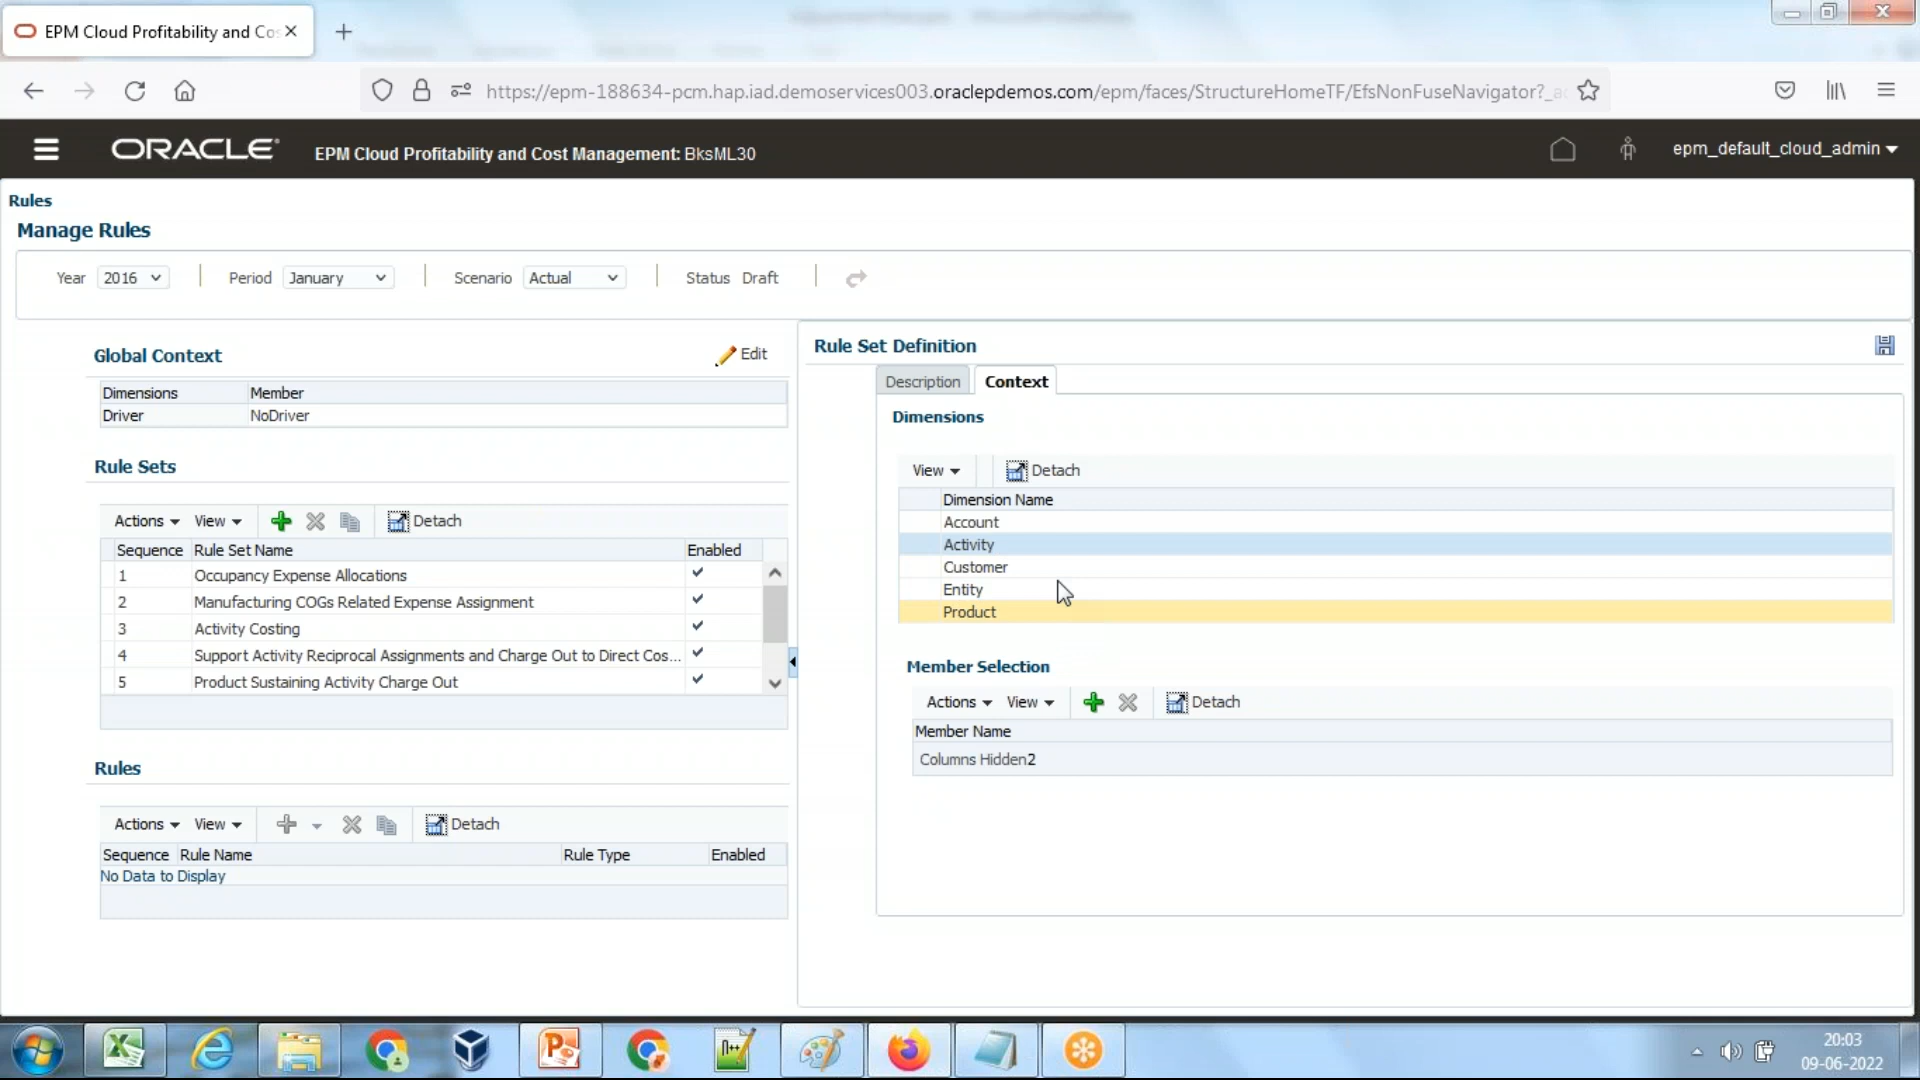 EPM Cloud Profitability and Cos
https://epm-188634-pcm.hap.iad.demoservices003.oraclepdemos.com/epm/faces/StructureHomeTF/EfsNonFuseNavigator?_a
ORACLE EPM Cloud Profitability and Cost Management: BksML30 epm_default_cloud_admin
Rules
Manage Rules
Year 2016 Period January Scenario Actual Status Draft
Global Context Edit
Dimensions Member
Driver NoDriver
Rule Sets
Actions View Detach
Sequence Rule Set Name Enabled
1 Occupancy Expense Allocations
2 Manufacturing COGs Related Expense Assignment
3 Activity Costing
4 Support Activity Reciprocal Assignments and Charge Out to Direct Cos...
5 Product Sustaining Activity Charge Out
Rules
Actions View Detach
Sequence Rule Name Rule Type Enabled
No Data to Display
Rule Set Definition
Description Context
Dimensions
View Detach
Dimension Name
Account
Activity
Customer
Entity
Product
Member Selection
Actions View Detach
Member Name
Columns Hidden2
20:03
09-06-2022